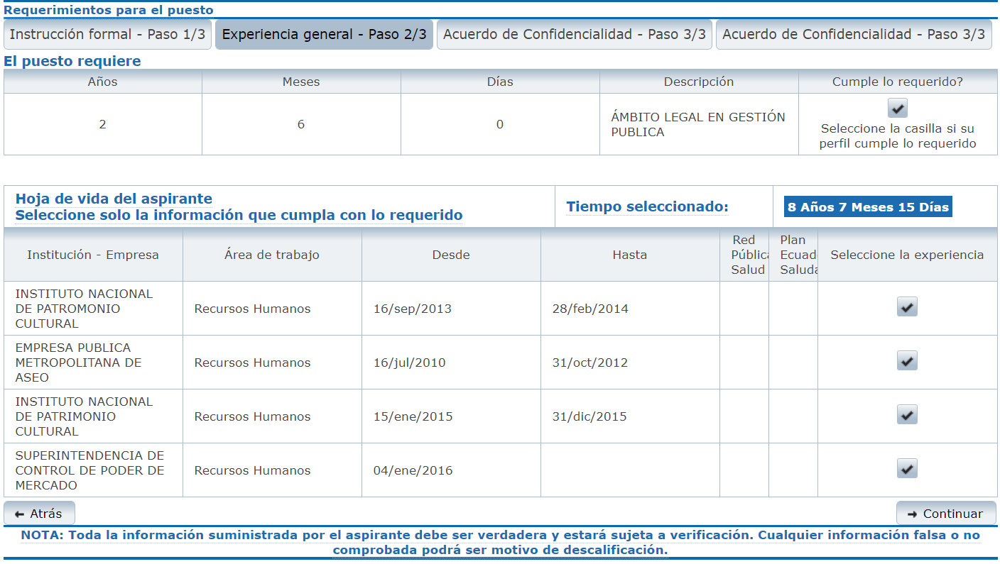 Requerimientos para el puesto
Instrucción formal - Paso 1/3 Experiencia general - Paso 2/3 Acuerdo de Confidencialidad - Paso 3/3 Acuerdo de Confidencialidad - Paso 3/3
El puesto requiere
Años Meses Días Descripción Cumple lo requerido?
2 6 0 ÁMBITO LEGAL EN GESTIÓN
PUBLICA
Seleccione la casilla si su
perfil cumple lo requerido
Hoja de vida del aspirante
Seleccione solo la información que cumpla con lo requerido
Tiempo seleccionado: 8 Años 7 Meses 15 Días
Institución - Empresa Área de trabajo Desde Hasta
Red
Pública
Salud
Plan
Ecuad
Saluda
Seleccione la experiencia
INSTITUTO NACIONAL
DE PATROMONIO
CULTURAL
Recursos Humanos 16/sep/2013 28/feb/2014
EMPRESA PUBLICA
METROPOLITANA DE
ASEO
Recursos Humanos 16/jul/2010 31/oct/2012
INSTITUTO NACIONAL
DE PATRIMONIO
CULTURAL
Recursos Humanos 15/ene/2015 31/dic/2015
SUPERINTENDENCIA DE
CONTROL DE PODER DE
MERCADO
Recursos Humanos 04/ene/2016
Atrás Continuar
NOTA: Toda la información suministrada por el aspirante debe ser verdadera y estará sujeta a verificación. Cualquier información falsa o no
comprobada podrá ser motivo de descalificación.